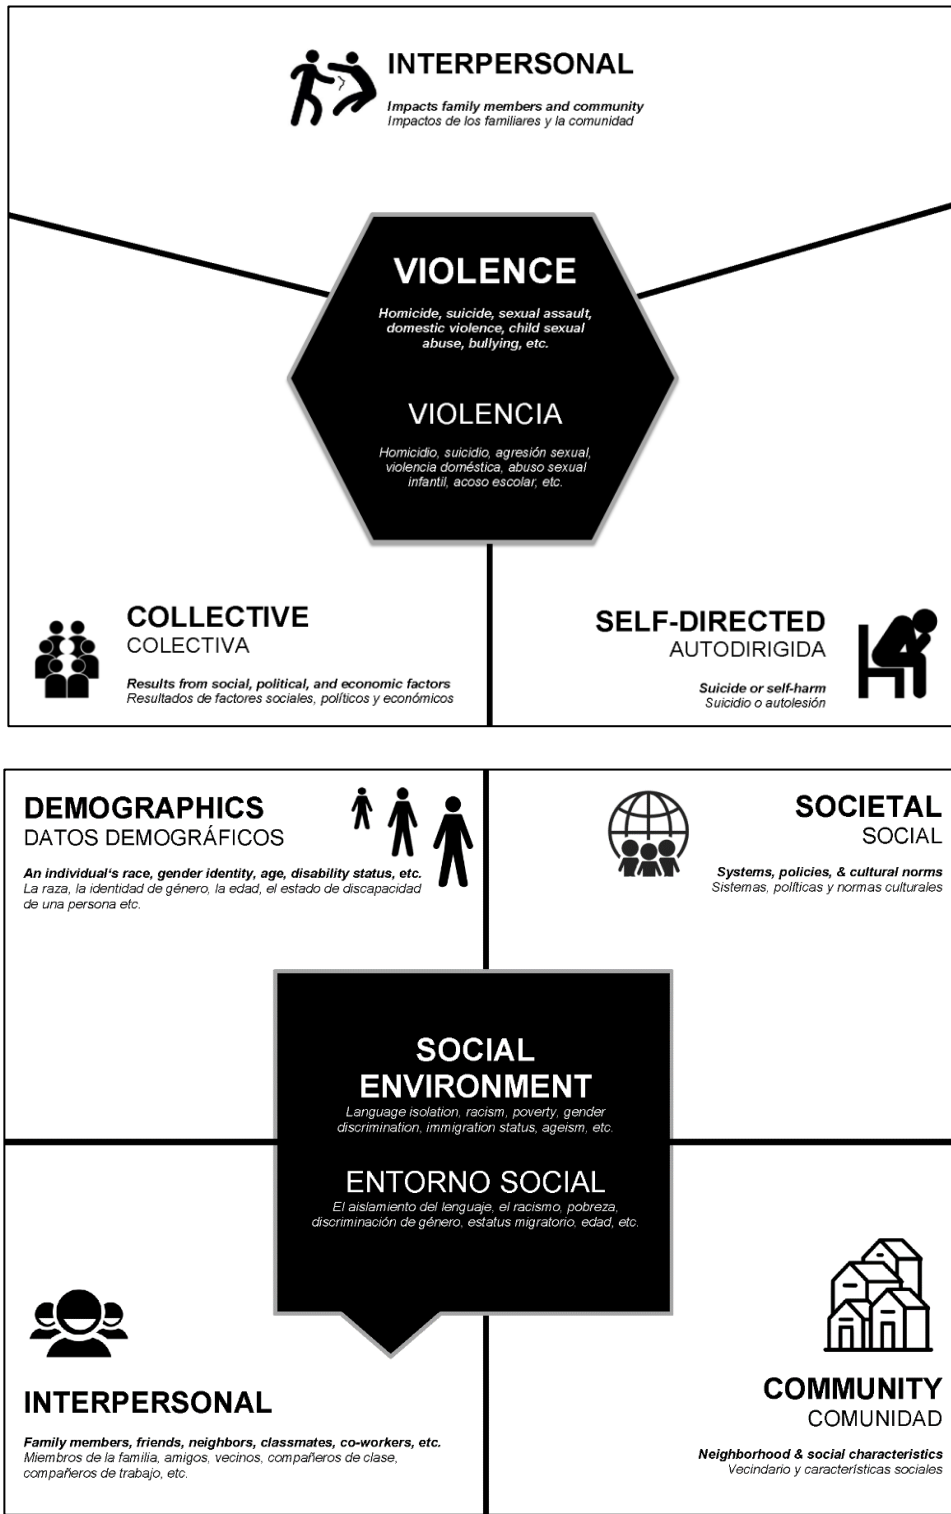 INTERPERSONAL
Impacts family members and community
Impactos de los familiares y la comunidad
VIOLENCE
Homicide, suicide, sexual assault,
domestic violence, child sexual
abuse, bullying, etc.
VIOLENCIA
Homicidio, suicidio, agresión sexual,
violencia doméstica, abuso sexual
infantil, acoso escolar, etc.
COLLECTIVE
COLECTIVA
Results from social, political, and economic factors
Resultados de factores sociales, políticos y económicos
SELF-DIRECTED
AUTODIRIGIDA
Suicide or self-harm
Suicidio o autolesión
DEMOGRAPHICS
DATOS DEMOGRÁFICOS
An individual's race, gender identity, age, disability status, etc.
La raza, la identidad de género, la edad, el estado de discapacidad
de una persona etc.
SOCIETAL
SOCIAL
Systems, policies, & cultural norms
Sistemas, políticas y normas culturales
SOCIAL
ENVIRONMENT
Language isolation, racism, poverty, gender
discrimination, immigration status, ageism, etc.
ENTORNO SOCIAL
El aislamiento del lenguaje, el racismo, pobreza,
discriminación de género, estatus migratorio, edad, etc.
INTERPERSONAL
Family members, friends, neighbors, classmates, co-workers, etc.
Miembros de la familia, amigos, vecinos, compañeros de clase,
compañeros de trabajo, etc.
COMMUNITY
COMUNIDAD
Neighborhood & social characteristics
Vecindario y características sociales